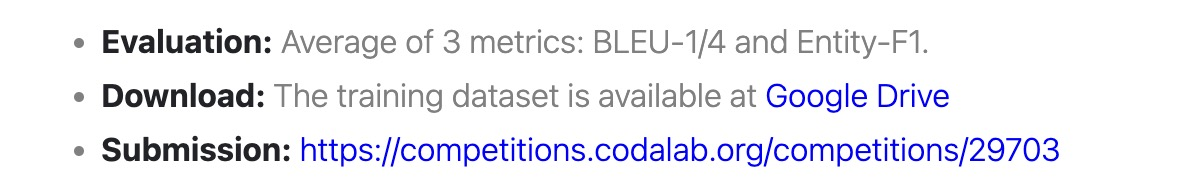 • Evaluation: Average of 3 metrics: BLEU-1/4 and Entity-F1.
• Download: The training dataset is available at Google Drive
• Submission: https://competitions.codalab.org/competitions/29703